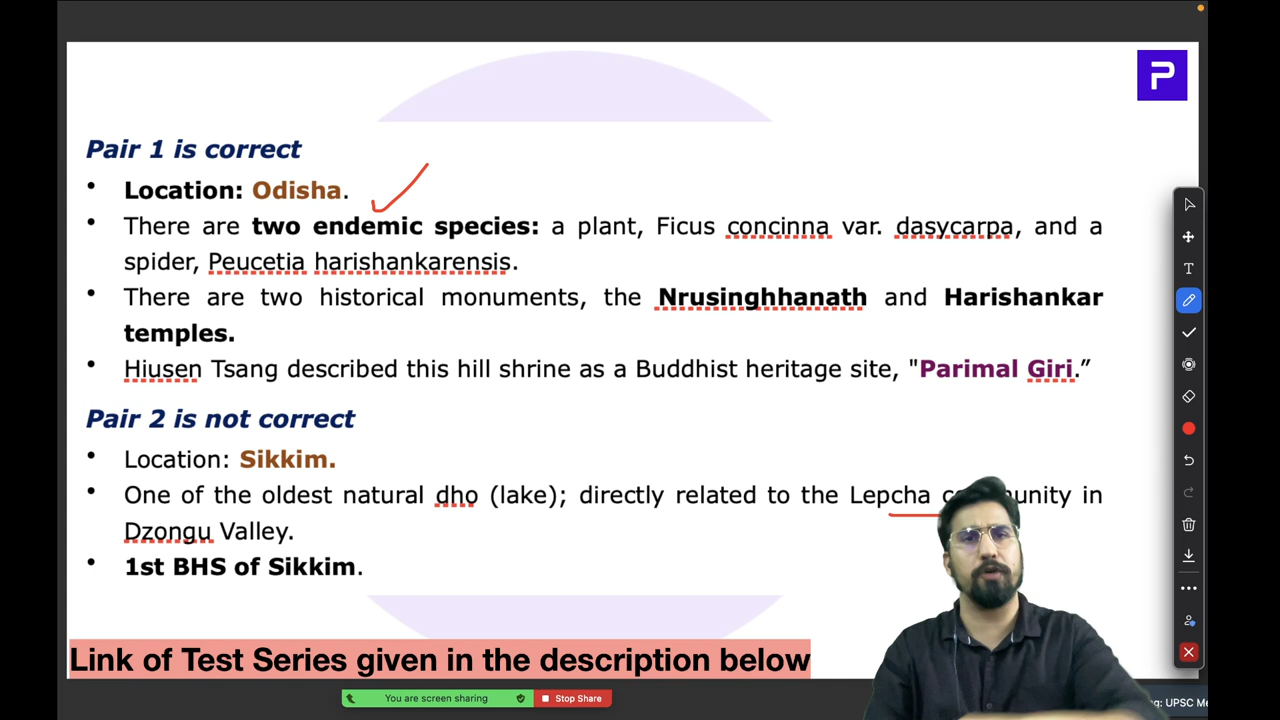 P
Pair 1 is correct
• Location: Odisha.
• There are two endemic species: a plant, Ficus concinna var. dasycarpa, and a
spider, Peucetia harishankarensis.
• There are two historical monuments, the Nrusinghhanath and Harishankar
temples.
• Hiusen Tsang described this hill shrine as a Buddhist heritage site, "Parimal Giri.”
Pair 2 is not correct
• Location: Sikkim.
• One of the oldest natural dho (lake); directly related to the Lepcha in
Dzongu Valley.
• 1st BHS of Sikkim.
Link of Test Series given in the description below
You are screen sharing Stop Share
UPSC